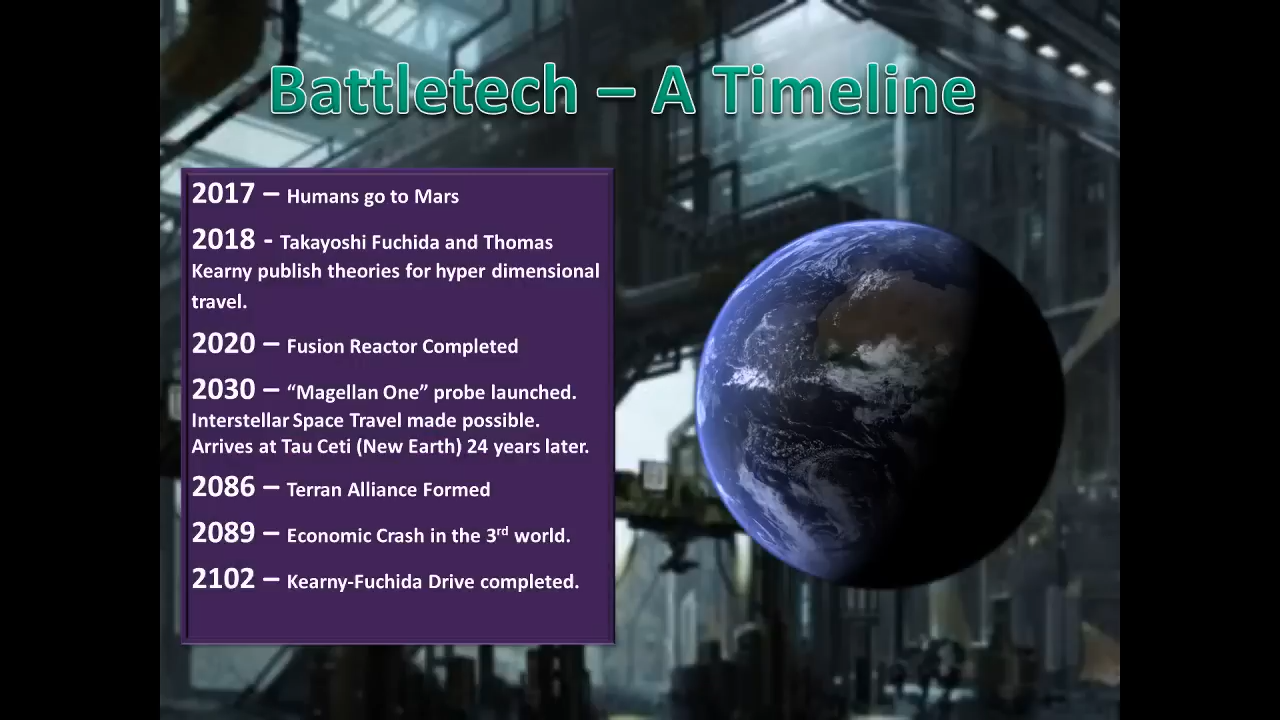 Battletech – A Timeline
2017 – Humans go to Mars
2018 - Takayoshi Fuchida and Thomas
Kearny publish theories for hyper dimensional
travel.
2020 – Fusion Reactor Completed
2030 – “Magellan One” probe launched.
Interstellar Space Travel made possible.
Arrives at Tau Ceti (New Earth) 24 years later.
2086 – Terran Alliance Formed
2089 – Economic Crash in the 3rd world.
2102 – Kearny-Fuchida Drive completed.